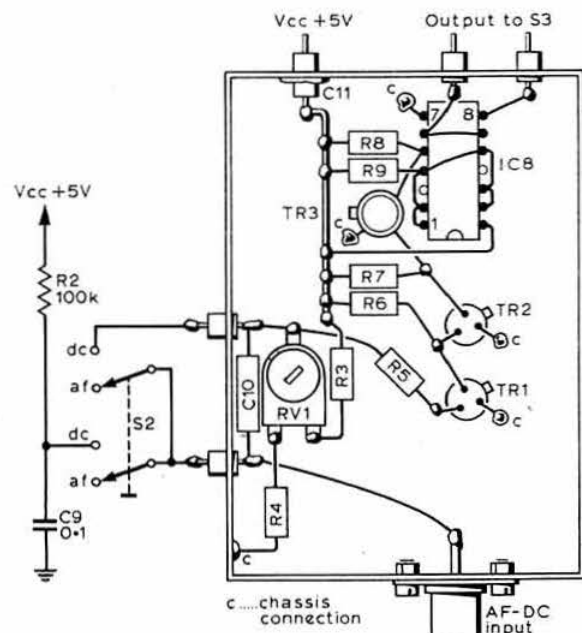 Vcc +5V
Output to S3
C11
c
7
8
R8
IC8
R9
Vcc +5V
TR3
c
1
R2
100k
R7
R6
TR2
c
dc
R3
R5
TR1
c
af
C10
S2
RV1
dc
af
R4
C9
0·1
c
c.....chassis
connection
AF-DC
input